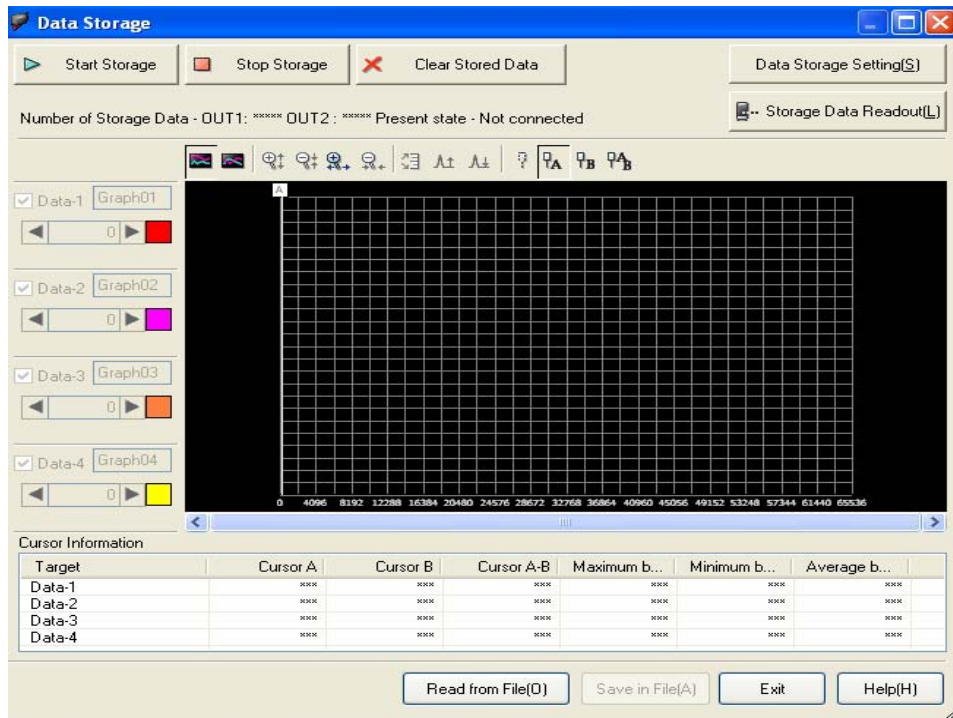 Data Storage
Start Storage
Stop Storage
Clear Stored Data
Data Storage Setting(S)
Number of Storage Data - OUT1: ***** OUT2 : ***** Present state - Not connected
Storage Data Readout(L)
A B AB
A
Data-1 Graph01
0
Data-2 Graph02
0
Data-3 Graph03
0
Data-4 Graph04
0
0 4096 8192 12288 16384 20480 24576 28672 32768 36864 40960 45056 49152 53248 57344 61440 65536
Cursor Information
Target Cursor A Cursor B Cursor A-B Maximum b... Minimum b... Average b...
Data-1 *** *** *** *** *** ***
Data-2 *** *** *** *** *** ***
Data-3 *** *** *** *** *** ***
Data-4 *** *** *** *** *** ***
Read from File(O)
Save in File(A)
Exit
Help(H)